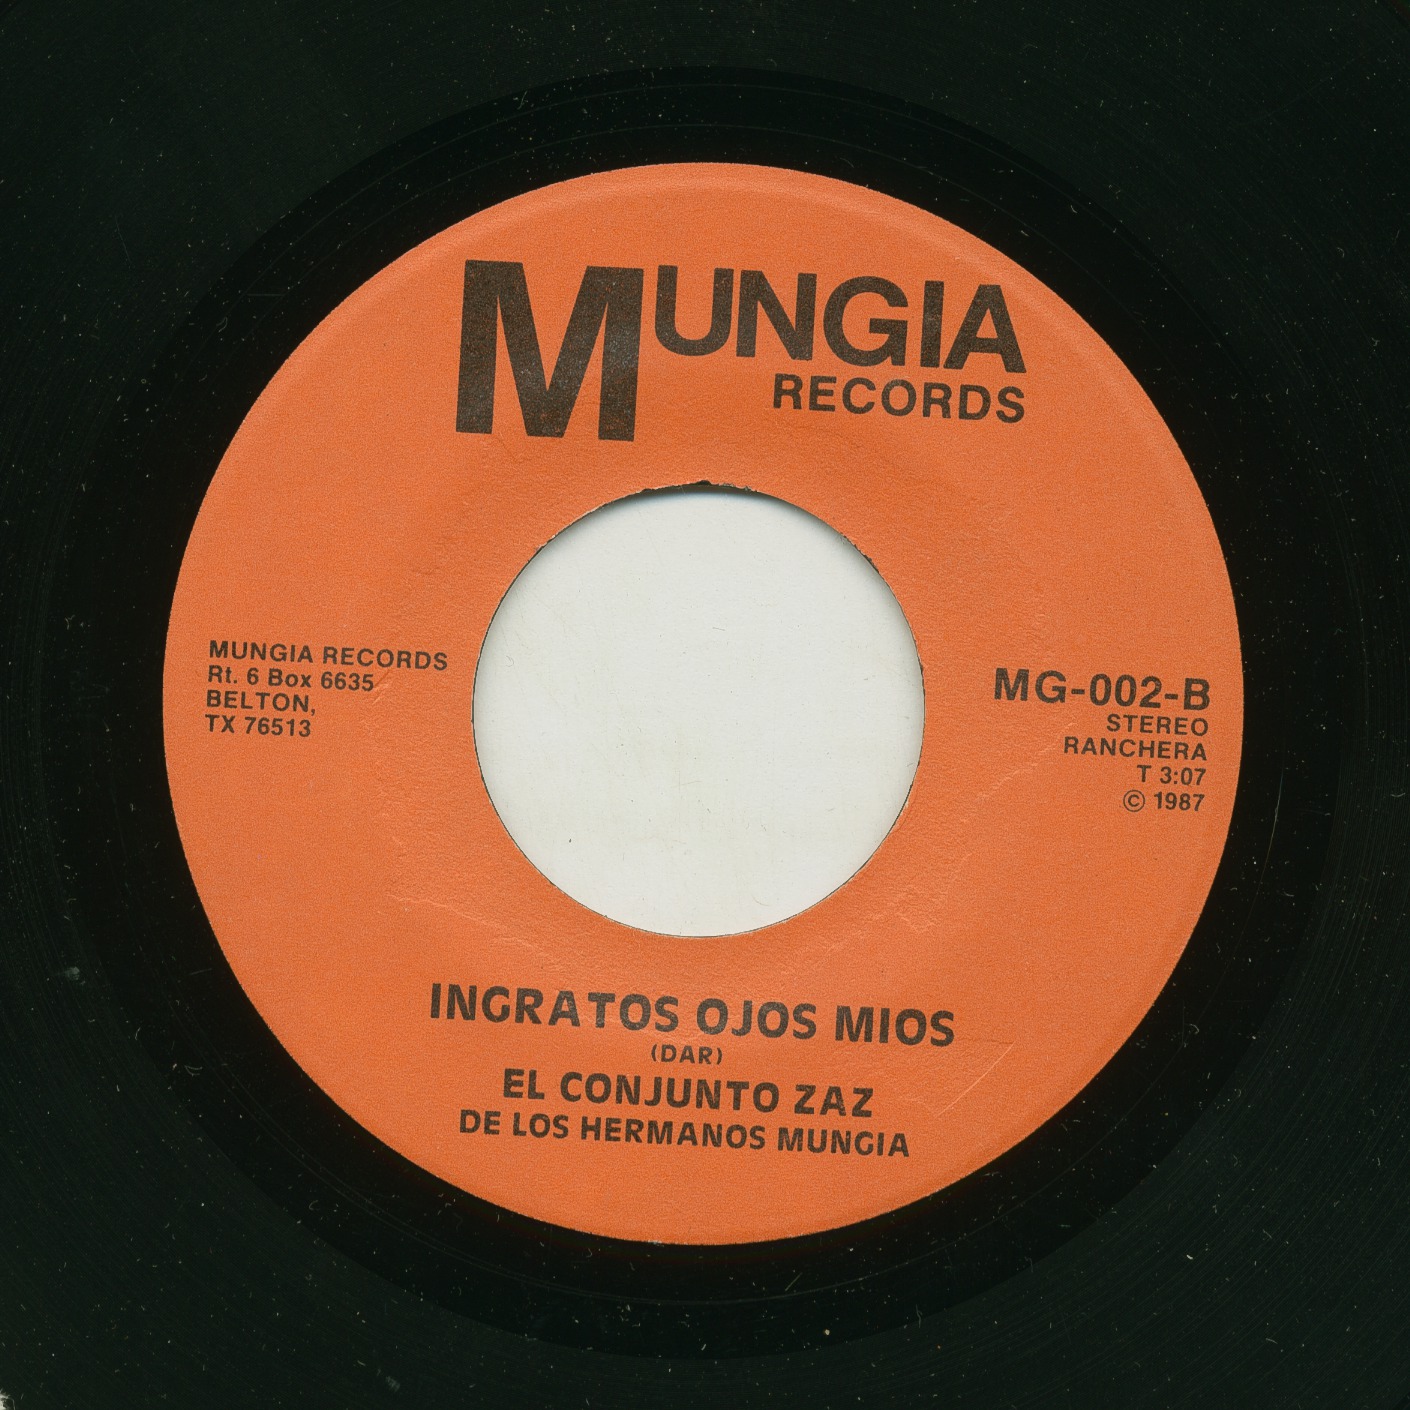 MUNGIA
RECORDS
MUNGIA RECORDS
Rt. 6 Box 6635
BELTON,
TX 76513
MG-002-B
STEREO
RANCHERA
T 3:07
© 1987
INGRATOS OJOS MIOS
(DAR)
EL CONJUNTO ZAZ
DE LOS HERMANOS MUNGIA